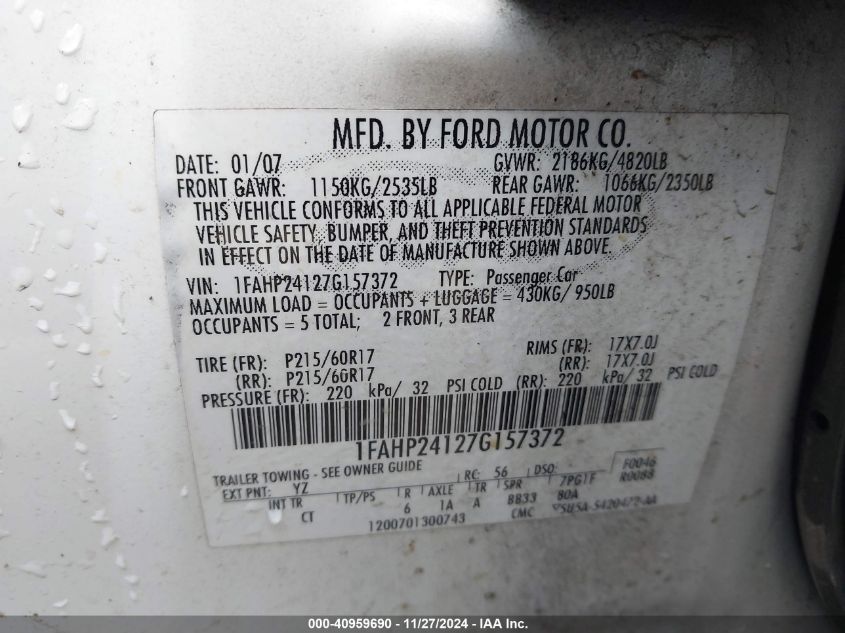 MFD. BY FORD MOTOR CO.
DATE: 01/07 GVWR: 2186KG/4820LB
FRONT GAWR: 1150KG/2535LB REAR GAWR: 1066KG/2350LB
THIS VEHICLE CONFORMS TO ALL APPLICABLE FEDERAL MOTOR
VEHICLE SAFETY, BUMPER, AND THEFT PREVENTION STANDARDS
IN EFFECT ON THE DATE OF MANUFACTURE SHOWN ABOVE.
VIN: 1FAHP24127G157372 TYPE: Passenger Car
MAXIMUM LOAD = OCCUPANTS + LUGGAGE = 430KG/ 950LB
OCCUPANTS = 5 TOTAL; 2 FRONT, 3 REAR
TIRE (FR): P215/60R17 RIMS (FR): 17X7.0J
(RR): P215/60R17 (RR): 17X7.0J
PRESSURE (FR): 220 kPa/ 32 PSI COLD (RR): 220 kPa/ 32 PSI COLD
1FAHP24127G157372
TRAILER TOWING - SEE OWNER GUIDE
EXT PNT: YZ RC: 56 DSO: F0046
INT TR TP/PS R AXLE TR SPR 7PG1F R0088
CT 6 1A A BB33 80A
1200701300743 CMC
000-40959690 - 11/27/2024 - IAA Inc.